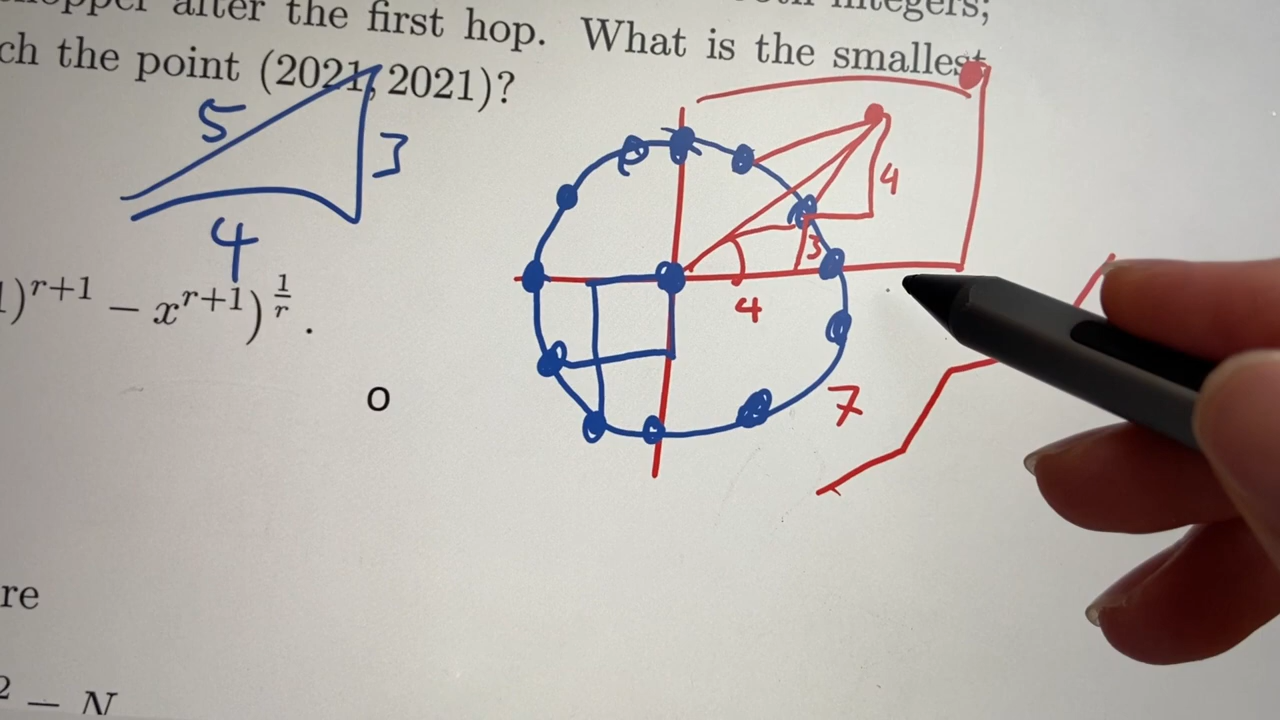 hopper after the first hop. What is the smallest
ch the point (2021, 2021)?
5
3
4
4
3
4
7
1)^{r+1} − x^{r+1})^{\frac{1}{r}}.
o
re
2 − N